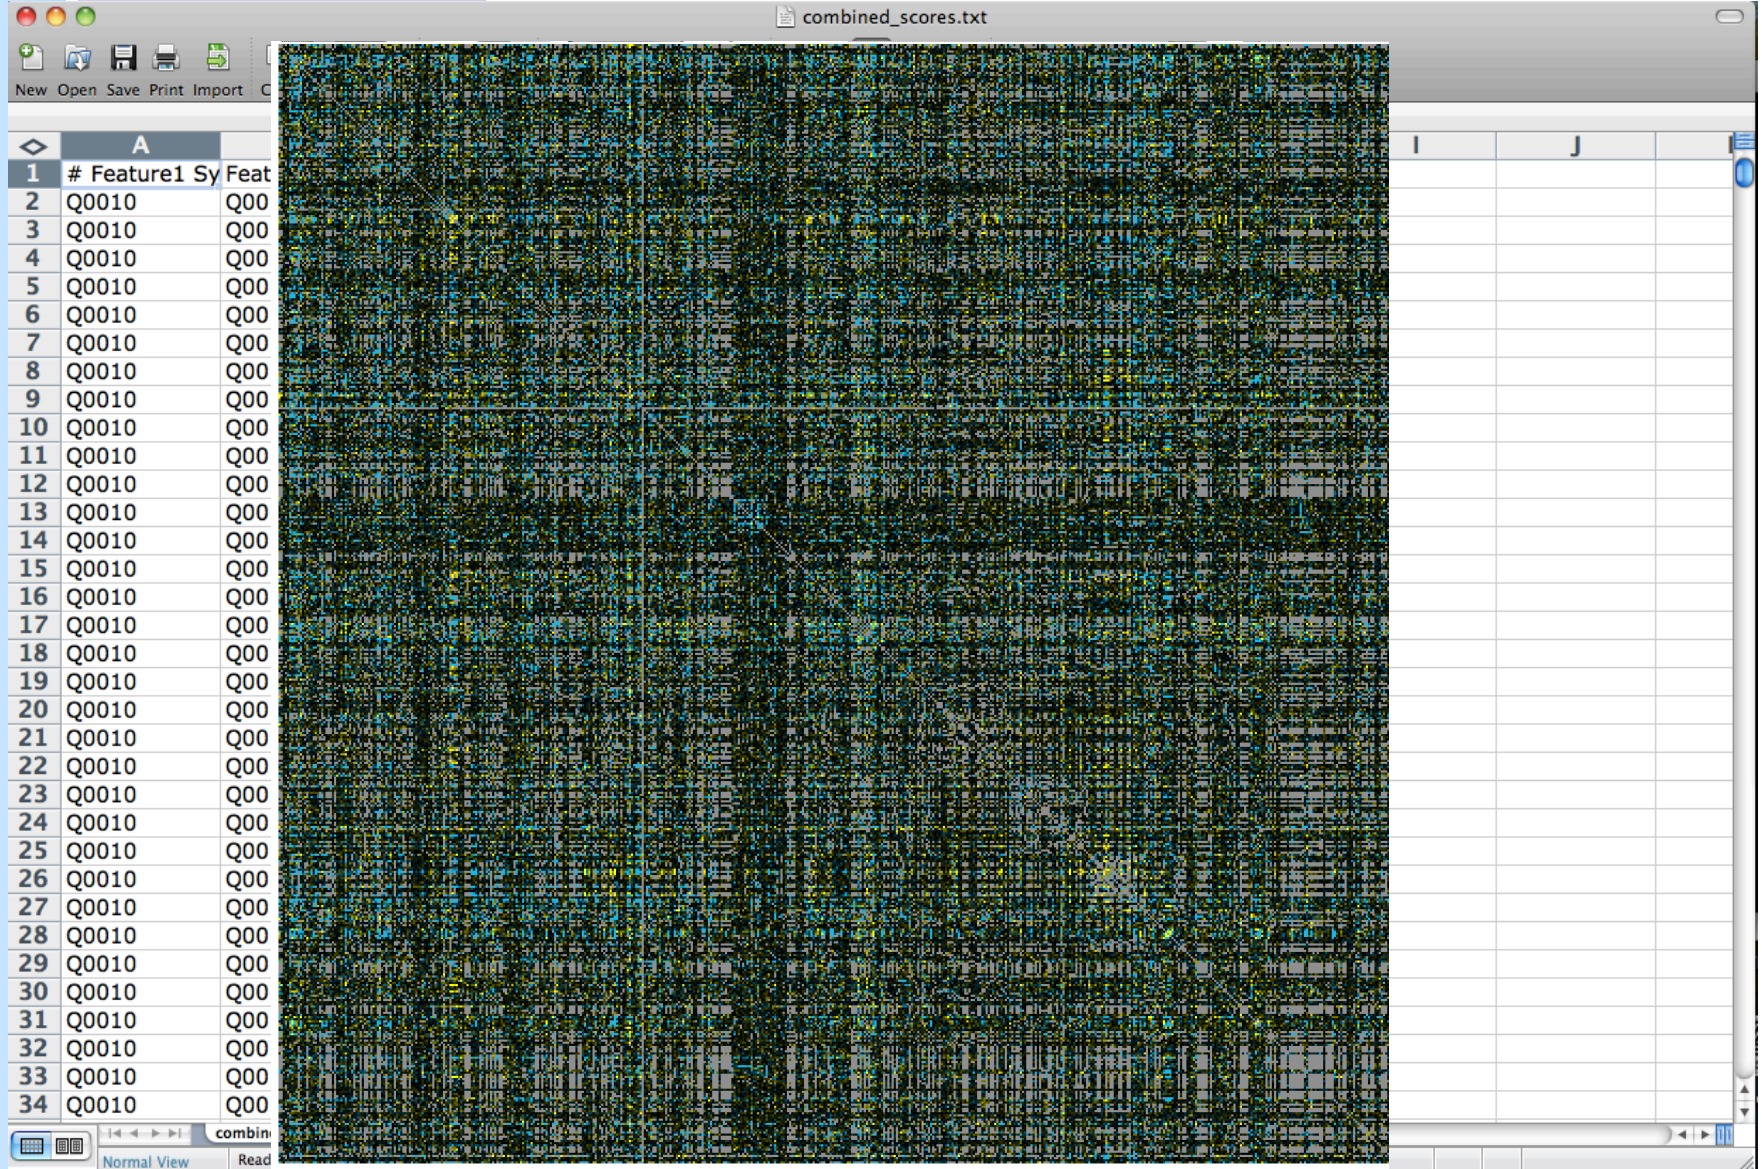 combined_scores.txt
New Open Save Print Import
A I J
1 # Feature1 Sy Feat
2 Q0010 Q00
3 Q0010 Q00
4 Q0010 Q00
5 Q0010 Q00
6 Q0010 Q00
7 Q0010 Q00
8 Q0010 Q00
9 Q0010 Q00
10 Q0010 Q00
11 Q0010 Q00
12 Q0010 Q00
13 Q0010 Q00
14 Q0010 Q00
15 Q0010 Q00
16 Q0010 Q00
17 Q0010 Q00
18 Q0010 Q00
19 Q0010 Q00
20 Q0010 Q00
21 Q0010 Q00
22 Q0010 Q00
23 Q0010 Q00
24 Q0010 Q00
25 Q0010 Q00
26 Q0010 Q00
27 Q0010 Q00
28 Q0010 Q00
29 Q0010 Q00
30 Q0010 Q00
31 Q0010 Q00
32 Q0010 Q00
33 Q0010 Q00
34 Q0010 Q00
combin
Normal View Read